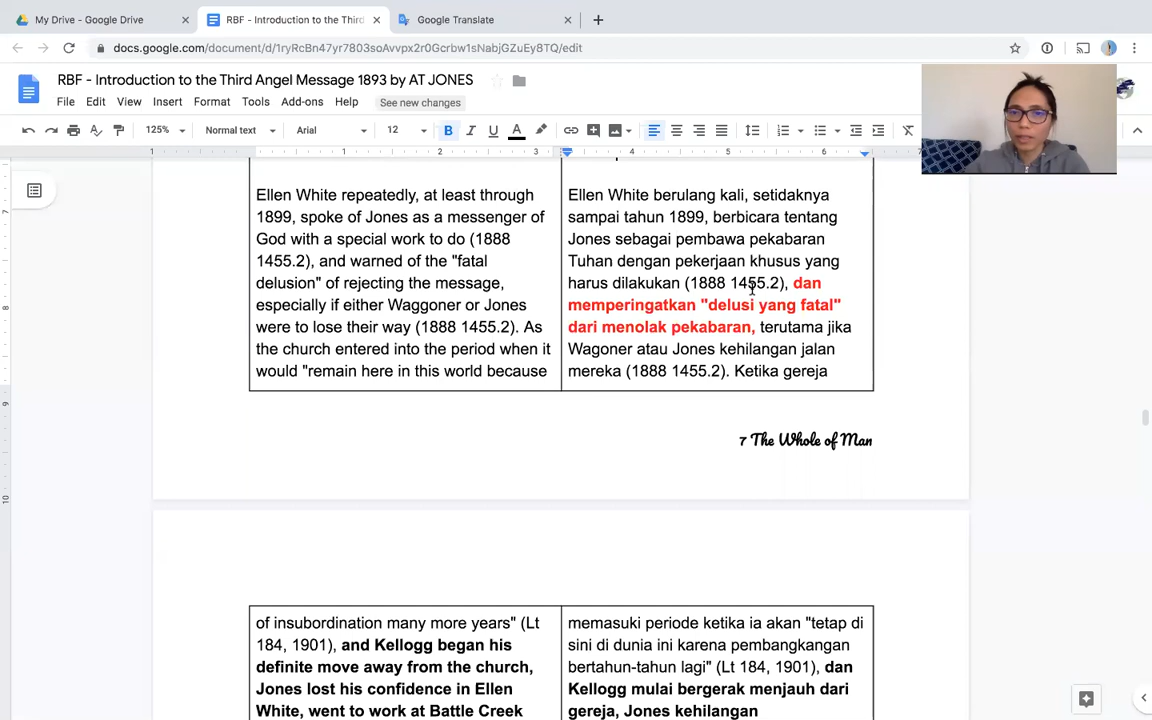 My Drive - Google Drive
RBF - Introduction to the Third
Google Translate
docs.google.com/document/d/1ryRcBn47yr7803soAvvpx2r0Gcrbw1sNabjGZuEy8TQ/edit
RBF - Introduction to the Third Angel Message 1893 by AT JONES
File Edit View Insert Format Tools Add-ons Help See new changes
125% Normal text Arial 12 B I U A
1 1 2 3 4 5 6
Ellen White repeatedly, at least through
1899, spoke of Jones as a messenger of
God with a special work to do (1888
1455.2), and warned of the "fatal
delusion" of rejecting the message,
especially if either Waggoner or Jones
were to lose their way (1888 1455.2). As
the church entered into the period when it
would "remain here in this world because
Ellen White berulang kali, setidaknya
sampai tahun 1899, berbicara tentang
Jones sebagai pembawa pekabaran
Tuhan dengan pekerjaan khusus yang
harus dilakukan (1888 1455.2), dan
memperingatkan "delusi yang fatal"
dari menolak pekabaran, terutama jika
Wagoner atau Jones kehilangan jalan
mereka (1888 1455.2). Ketika gereja
7 The Whole of Man
of insubordination many more years" (Lt
184, 1901), and Kellogg began his
definite move away from the church,
Jones lost his confidence in Ellen
White, went to work at Battle Creek
memasuki periode ketika ia akan "tetap di
sini di dunia ini karena pembangkangan
bertahun-tahun lagi" (Lt 184, 1901), dan
Kellogg mulai bergerak menjauh dari
gereja, Jones kehilangan
7
8
9
10